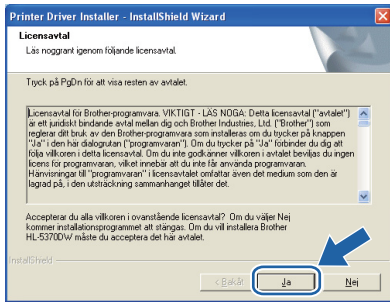 Printer Driver Installer - InstallShield Wizard
Licensavtal
Läs noggrant igenom följande licensavtal.
Tryck på PgDn för att visa resten av avtalet.
Licensavtal för Brother-programvara. VIKTIGT - LÄS NOGA: Detta licensavtal ("avtalet")
är ett juridiskt bindande avtal mellan dig och Brother Industries, Ltd. ("Brother") som
reglerar ditt bruk av den Brother-programvara som installeras om du trycker på knappen
"Ja" i den här dialogrutan ("programvaran"). Om du trycker på "Ja" förbinder du dig att
följa villkoren i detta licensavtal. Om du inte godkänner villkoren i avtalet beviljas du ingen
licens för programvaran, vilket innebär att du inte får använda programvaran.
Hänvisningar till "programvaran" i licensavtalet omfattar även det medium som den är
lagrad på, i den utsträckning sammanhanget tillåter det.
Accepterar du alla villkoren i ovanstående licensavtal? Om du väljer Nej
kommer installationsprogrammet att stängas. Om du vill installera Brother
HL-5370DW måste du acceptera det här avtalet.
InstallShield
< Bakåt
Ja
Nej